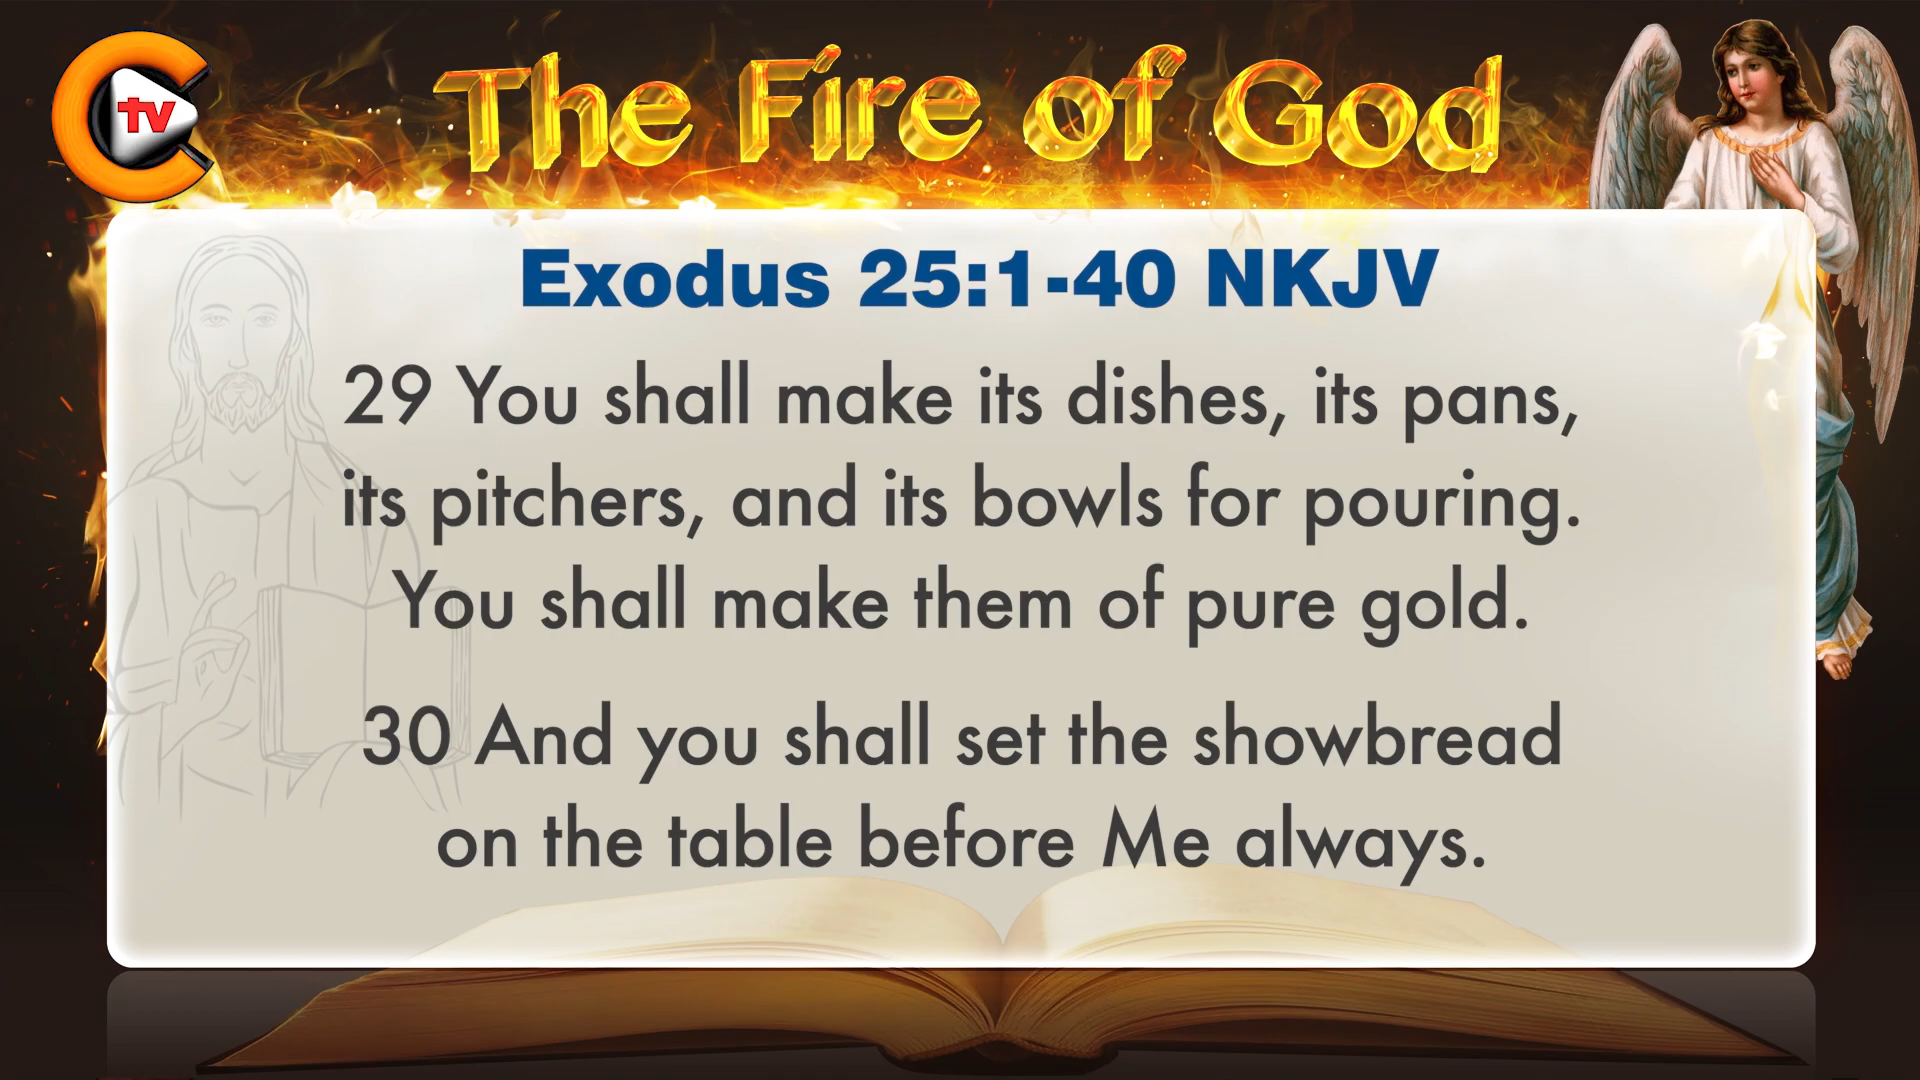 tv
The Fire of God
Exodus 25:1-40 NKJV
29 You shall make its dishes, its pans,
its pitchers, and its bowls for pouring.
You shall make them of pure gold.
30 And you shall set the showbread
on the table before Me always.